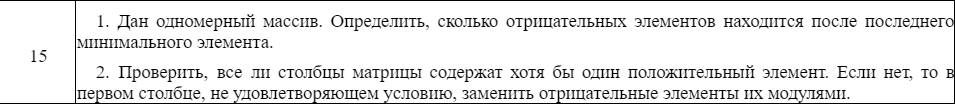 15
1. Дан одномерный массив. Определить, сколько отрицательных элементов находится после последнего
минимального элемента.
2. Проверить, все ли столбцы матрицы содержат хотя бы один положительный элемент. Если нет, то в
первом столбце, не удовлетворяющем условию, заменить отрицательные элементы их модулями.